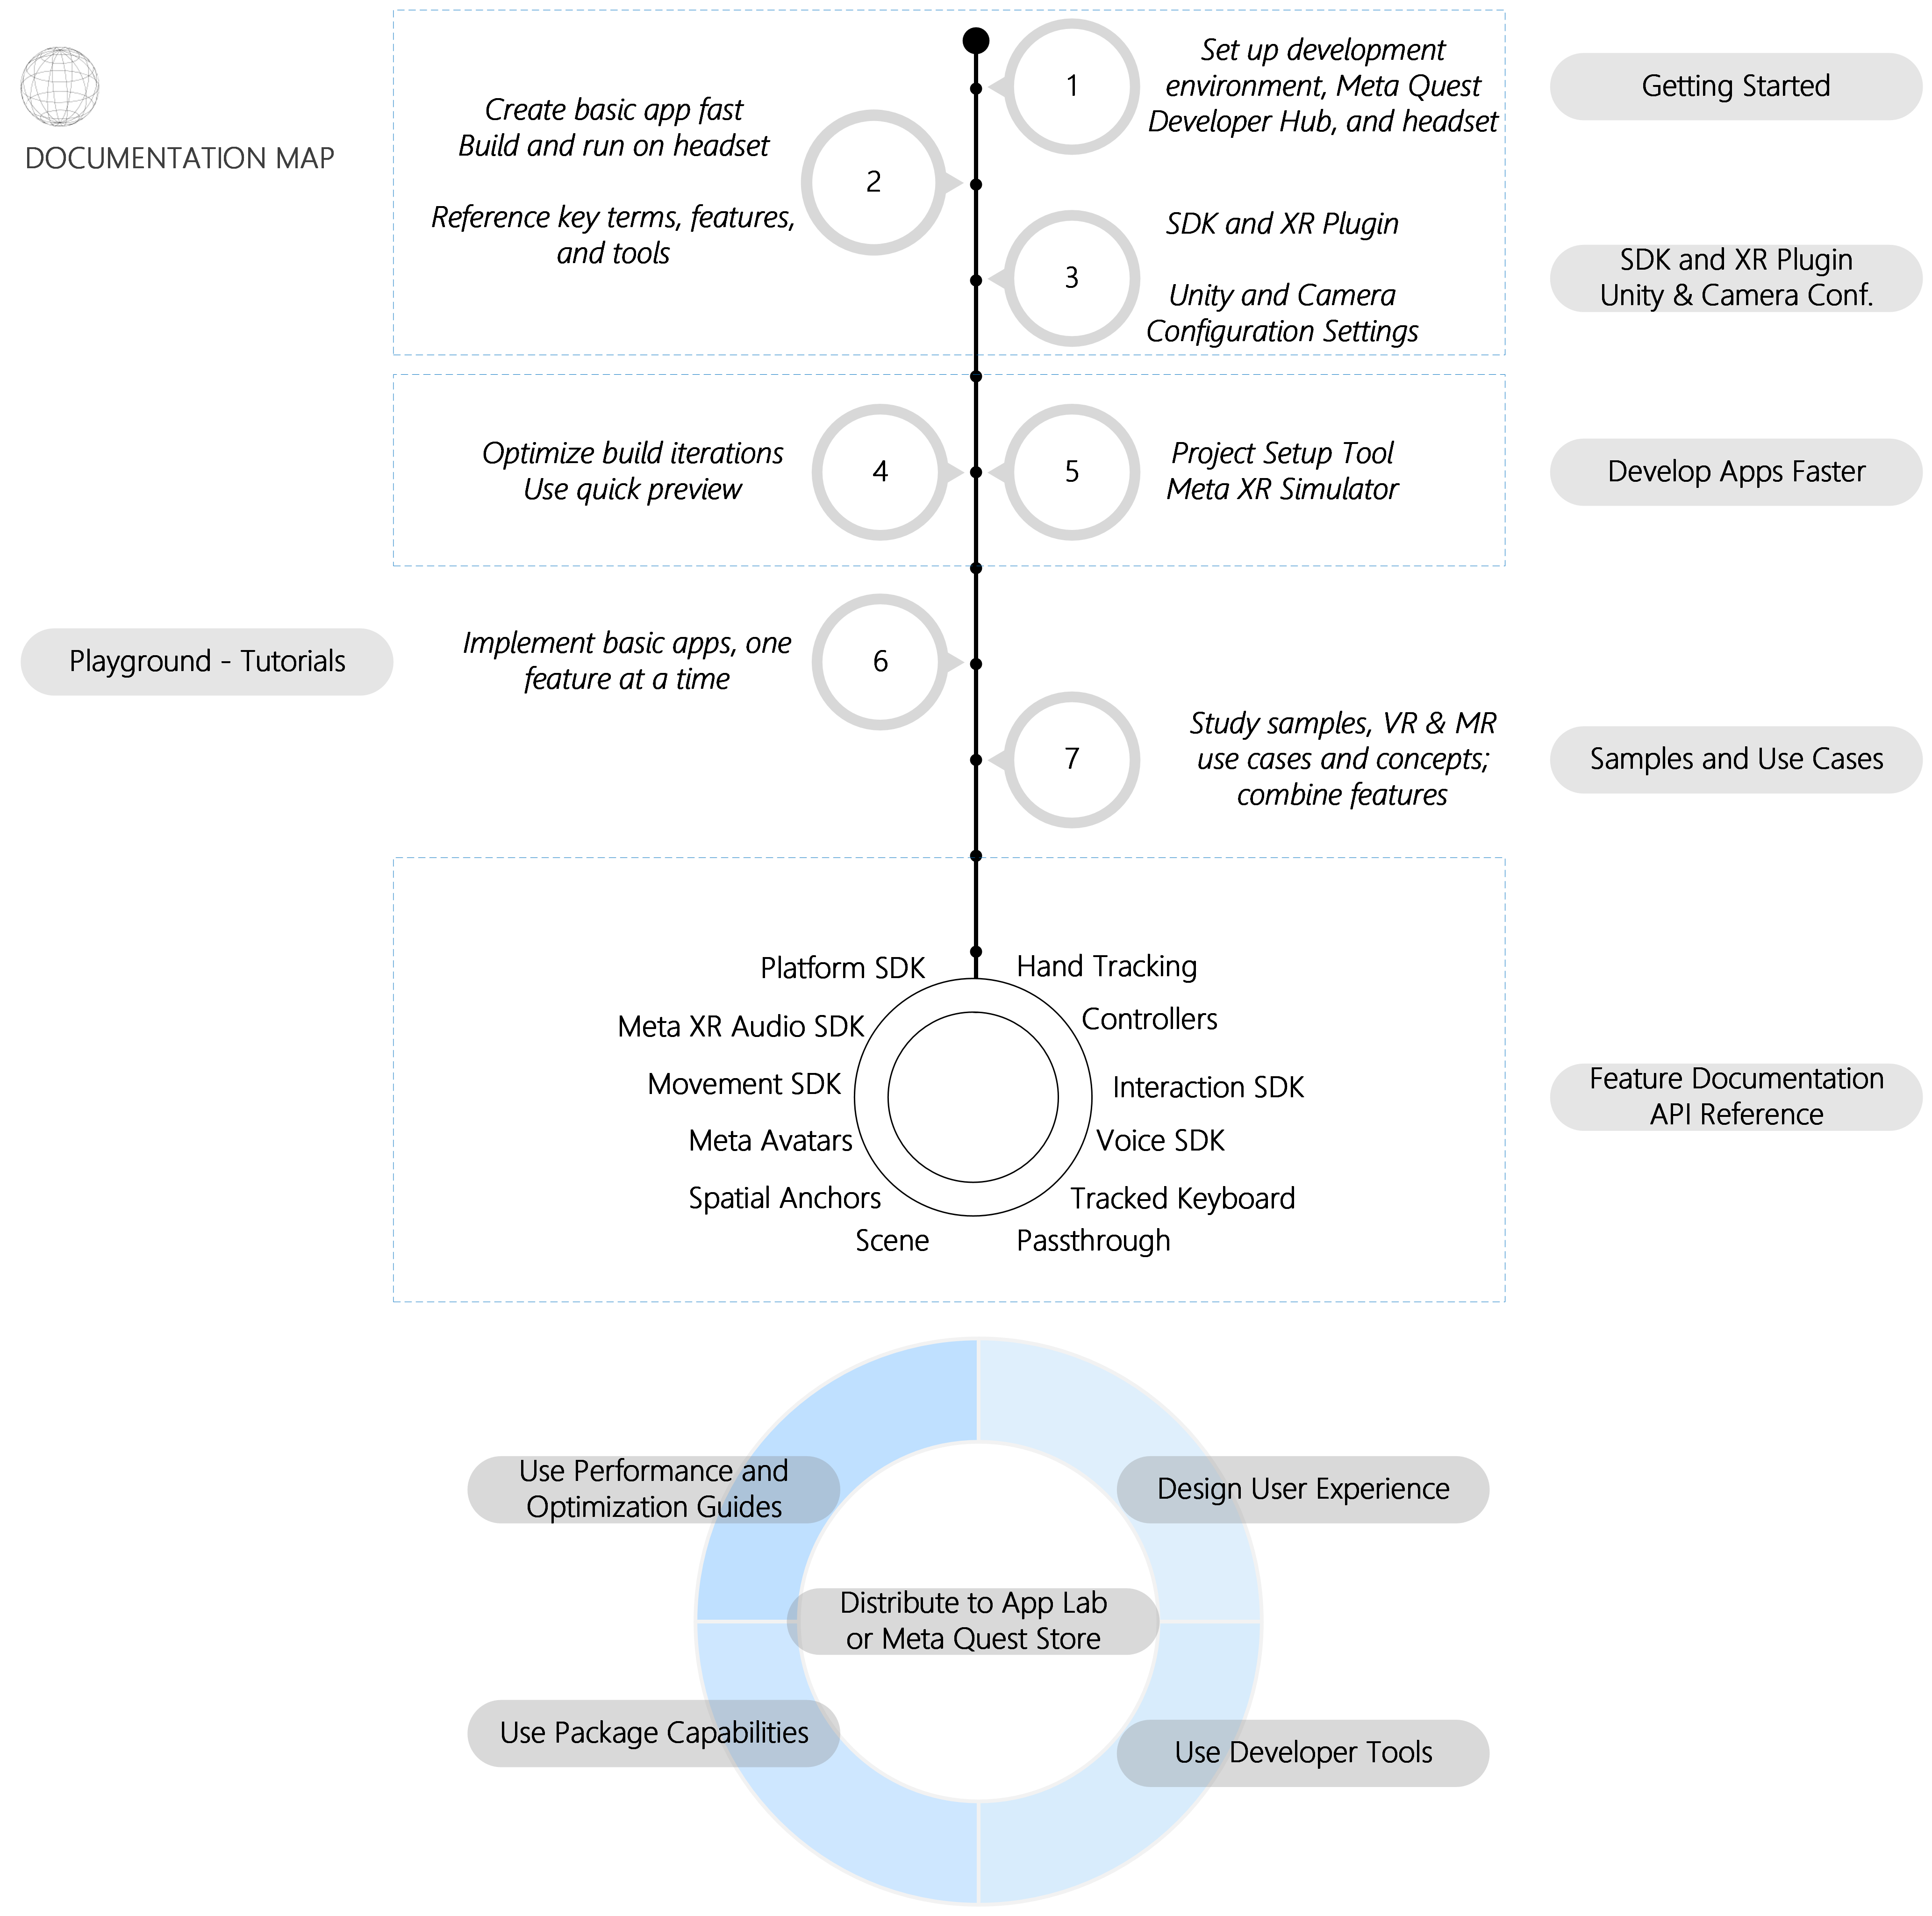 DOCUMENTATION MAP
1
Set up development
environment, Meta Quest
Developer Hub, and headset
Getting Started
Create basic app fast
Build and run on headset
Reference key terms, features,
and tools
2
3
SDK and XR Plugin
Unity and Camera
Configuration Settings
SDK and XR Plugin
Unity & Camera Conf.
Optimize build iterations
Use quick preview
4
5
Project Setup Tool
Meta XR Simulator
Develop Apps Faster
Playground - Tutorials
Implement basic apps, one
feature at a time
6
7
Study samples, VR & MR
use cases and concepts;
combine features
Samples and Use Cases
Platform SDK
Hand Tracking
Meta XR Audio SDK
Controllers
Movement SDK
Interaction SDK
Meta Avatars
Voice SDK
Spatial Anchors
Tracked Keyboard
Scene
Passthrough
Feature Documentation
API Reference
Use Performance and
Optimization Guides
Design User Experience
Distribute to App Lab
or Meta Quest Store
Use Package Capabilities
Use Developer Tools